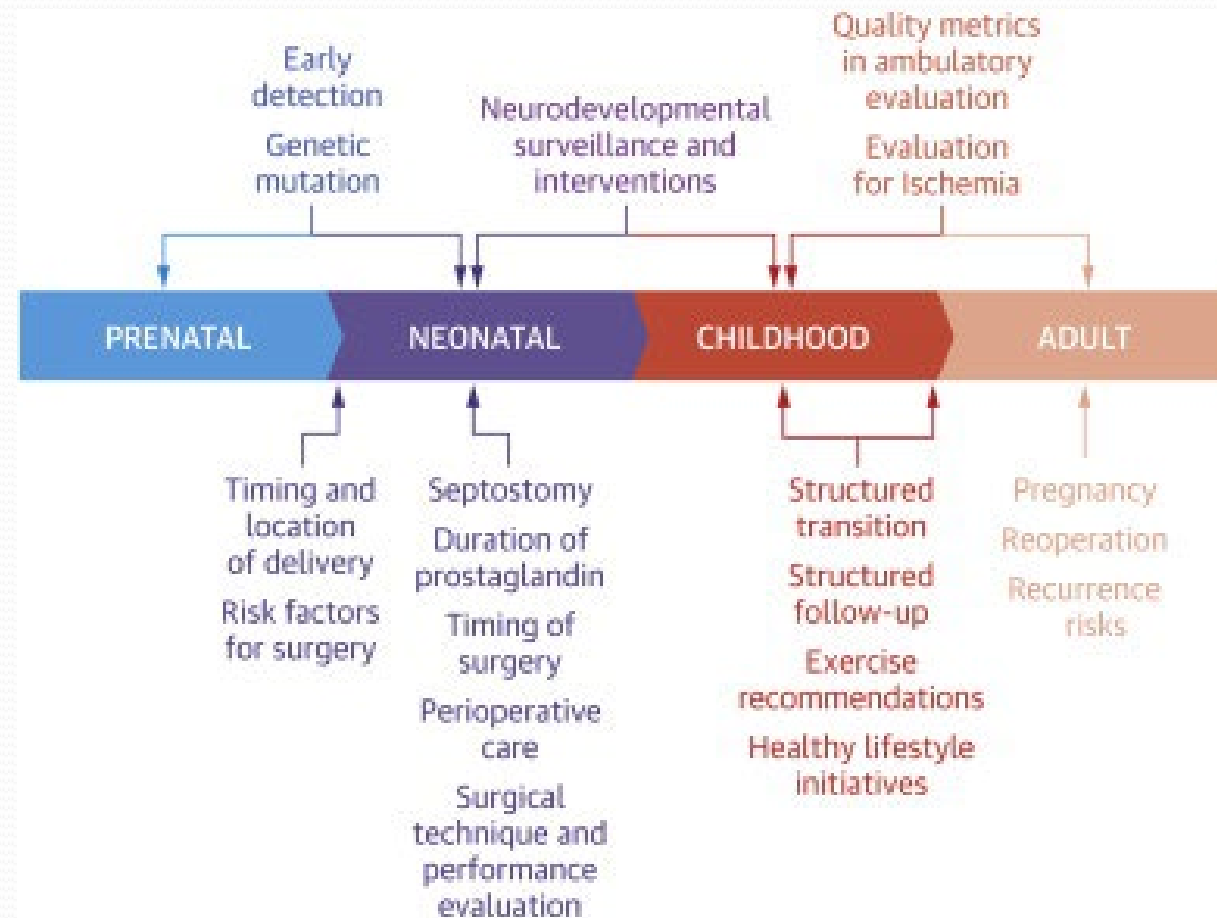 Early
detection
Genetic
mutation
Neurodevelopmental
surveillance and
interventions
Quality metrics
in ambulatory
evaluation
Evaluation
for Ischemia
PRENATAL
NEONATAL
CHILDHOOD
ADULT
Timing and
location
of delivery
Risk factors
for surgery
Septostomy
Duration of
prostaglandin
Timing of
surgery
Perioperative
care
Surgical
technique and
performance
evaluation
Structured
transition
Structured
follow-up
Exercise
recommendations
Healthy lifestyle
initiatives
Pregnancy
Reoperation
Recurrence
risks